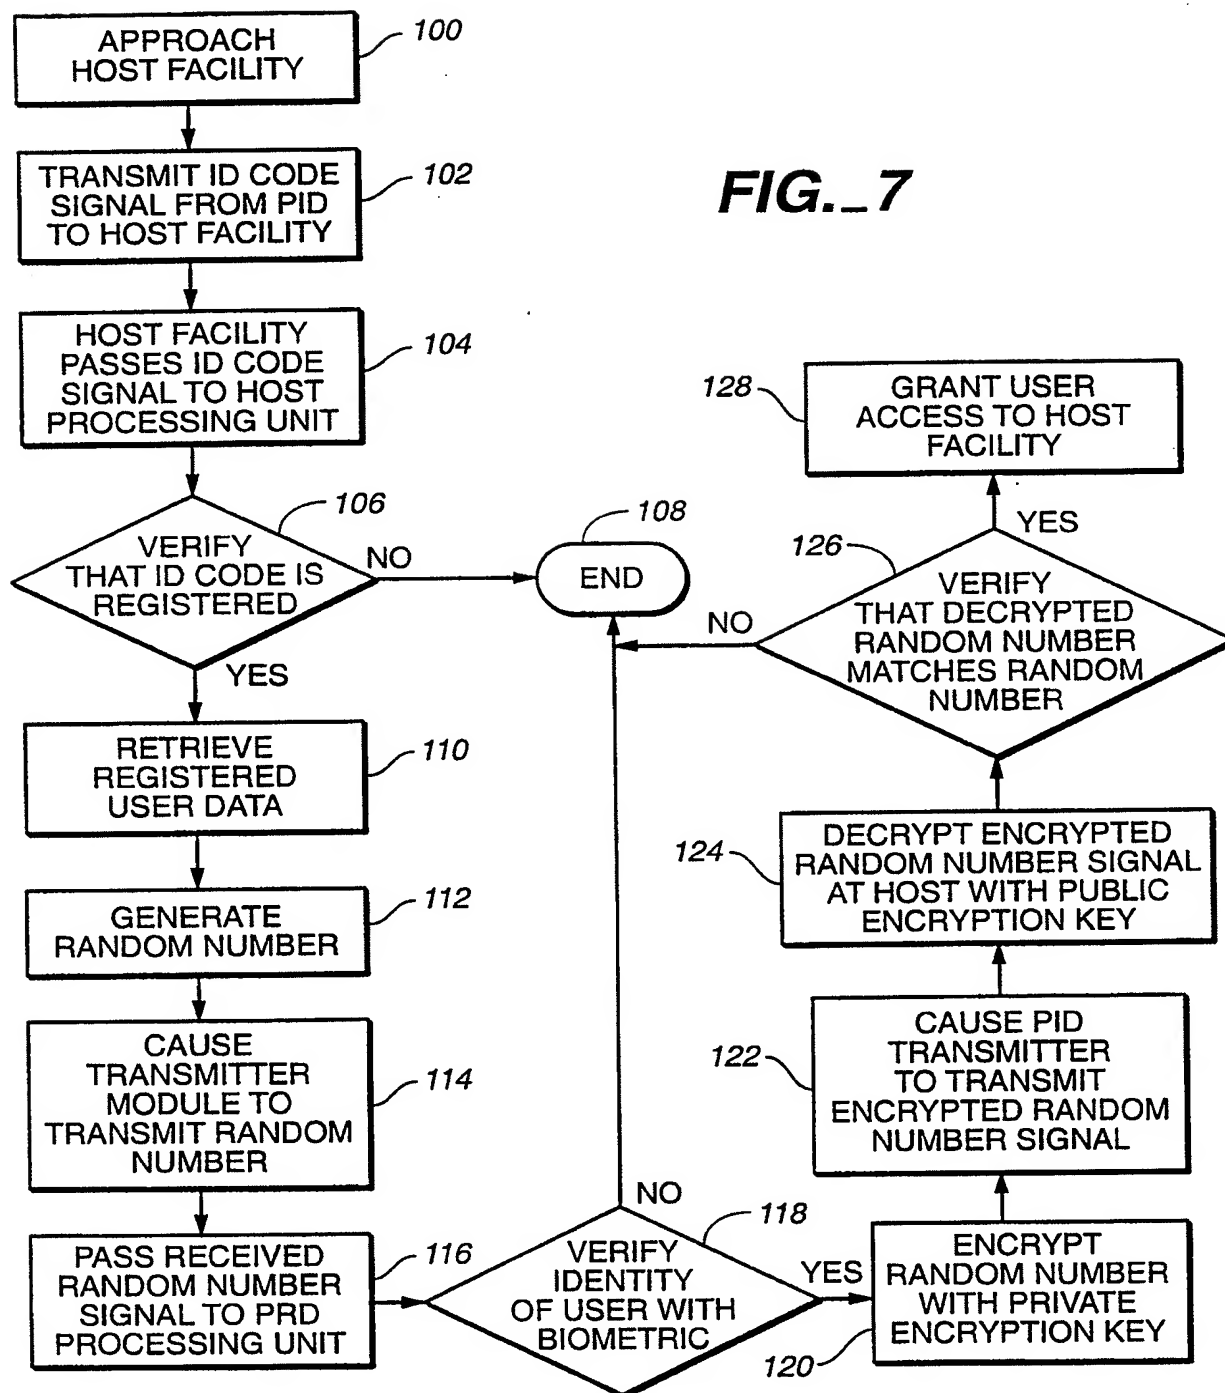 APPROACH
HOST FACILITY
100
TRANSMIT ID CODE
SIGNAL FROM PID
TO HOST FACILITY
102
FIG._7
HOST FACILITY
PASSES ID CODE
SIGNAL TO HOST
PROCESSING UNIT
104
VERIFY
THAT ID CODE IS
REGISTERED
106
NO
YES
108
END
RETRIEVE
REGISTERED
USER DATA
110
GENERATE
RANDOM NUMBER
112
CAUSE
TRANSMITTER
MODULE TO
TRANSMIT RANDOM
NUMBER
114
PASS RECEIVED
RANDOM NUMBER
SIGNAL TO PRD
PROCESSING UNIT
116
VERIFY
IDENTITY
OF USER WITH
BIOMETRIC
118
NO
YES
ENCRYPT
RANDOM NUMBER
WITH PRIVATE
ENCRYPTION KEY
120
CAUSE PID
TRANSMITTER
TO TRANSMIT
ENCRYPTED RANDOM
NUMBER SIGNAL
122
DECRYPT ENCRYPTED
RANDOM NUMBER SIGNAL
AT HOST WITH PUBLIC
ENCRYPTION KEY
124
VERIFY
THAT DECRYPTED
RANDOM NUMBER
MATCHES RANDOM
NUMBER
126
NO
YES
GRANT USER
ACCESS TO HOST
FACILITY
128